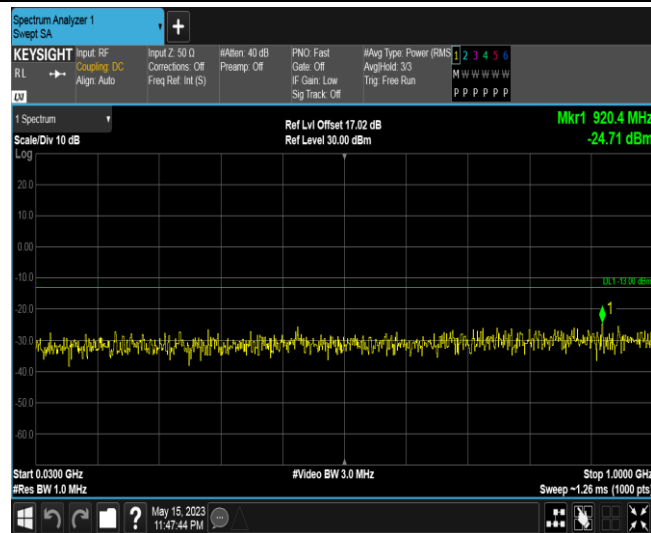 Spectrum Analyzer 1
Swept SA
+
KEYSIGHT
RL
LXI
Input: RF
Coupling: DC
Align: Auto
Input Z: 50 Ω
Corrections: Off
Freq Ref: Int (S)
#Atten: 40 dB
Preamp: Off
PNO: Fast
Gate: Off
IF Gain: Low
Sig Track: Off
#Avg Type: Power (RMS
Avg|Hold: 3/3
Trig: Free Run
1 2 3 4 5 6
M W W W W W
P P P P P P
1 Spectrum
Scale/Div 10 dB
Log
Ref Lvl Offset 17.02 dB
Ref Level 30.00 dBm
Mkr1 920.4 MHz
-24.71 dBm
20.0
10.0
0.00
-10.0
DL1 -13.00 dBm
-20.0
1
-30.0
-40.0
-50.0
-60.0
Start 0.0300 GHz
#Res BW 1.0 MHz
#Video BW 3.0 MHz
Stop 1.0000 GHz
Sweep ~1.26 ms (1000 pts)
?
May 15, 2023
11:47:44 PM